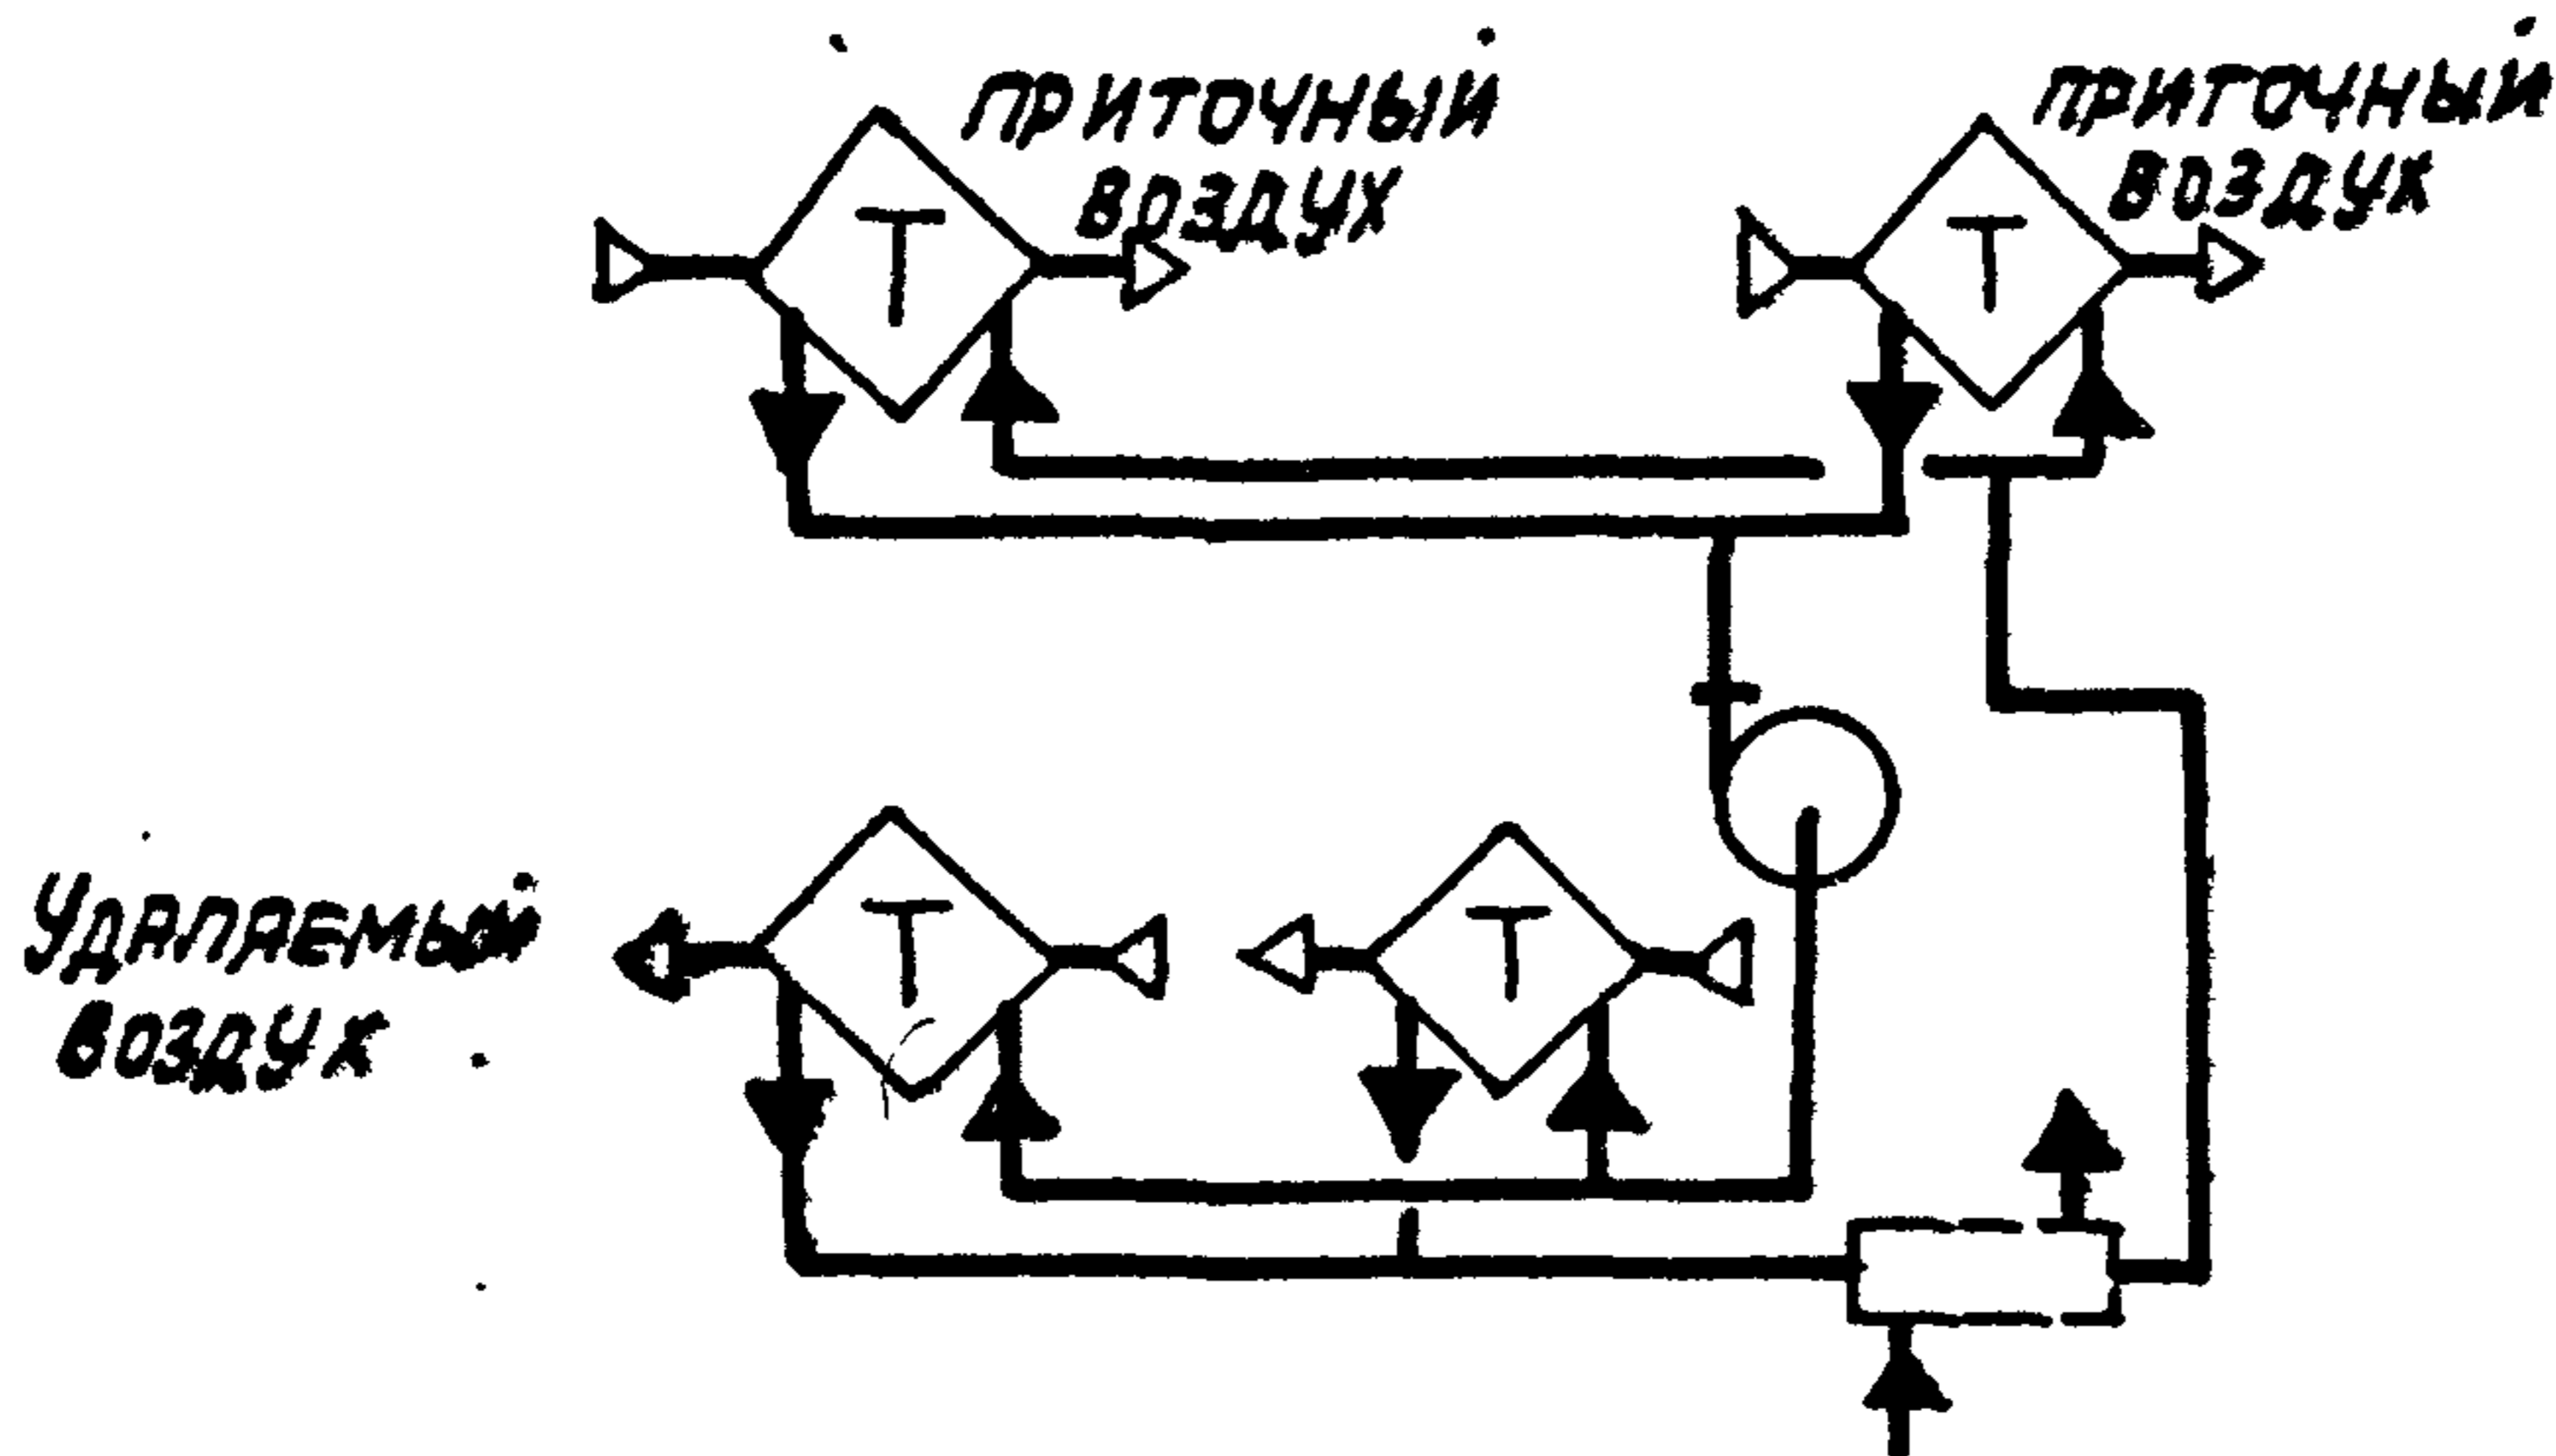 приточный
воздух
приточный
воздух
Т
Т
Удаляемый
воздух
Т
Т